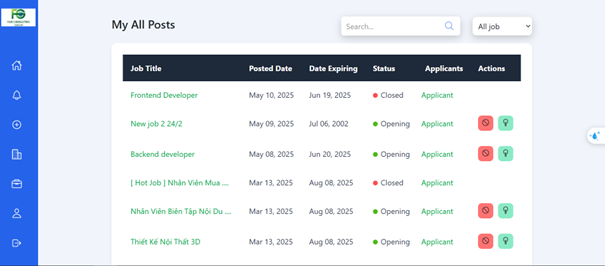 My All Posts
Search...
All job
Job Title Posted Date Date Expiring Status Applicants Actions
Frontend Developer May 10, 2025 Jun 19, 2025 Closed Applicant
New job 2 24/2 May 09, 2025 Jul 06, 2002 Opening Applicant
Backend developer May 08, 2025 Jun 20, 2025 Opening Applicant
[ Hot Job ] Nhân Viên Mua .... Mar 13, 2025 Aug 08, 2025 Closed Applicant
Nhân Viên Biên Tập Nội Du .... Mar 13, 2025 Aug 08, 2025 Opening Applicant
Thiết Kế Nội Thất 3D Mar 13, 2025 Aug 08, 2025 Opening Applicant